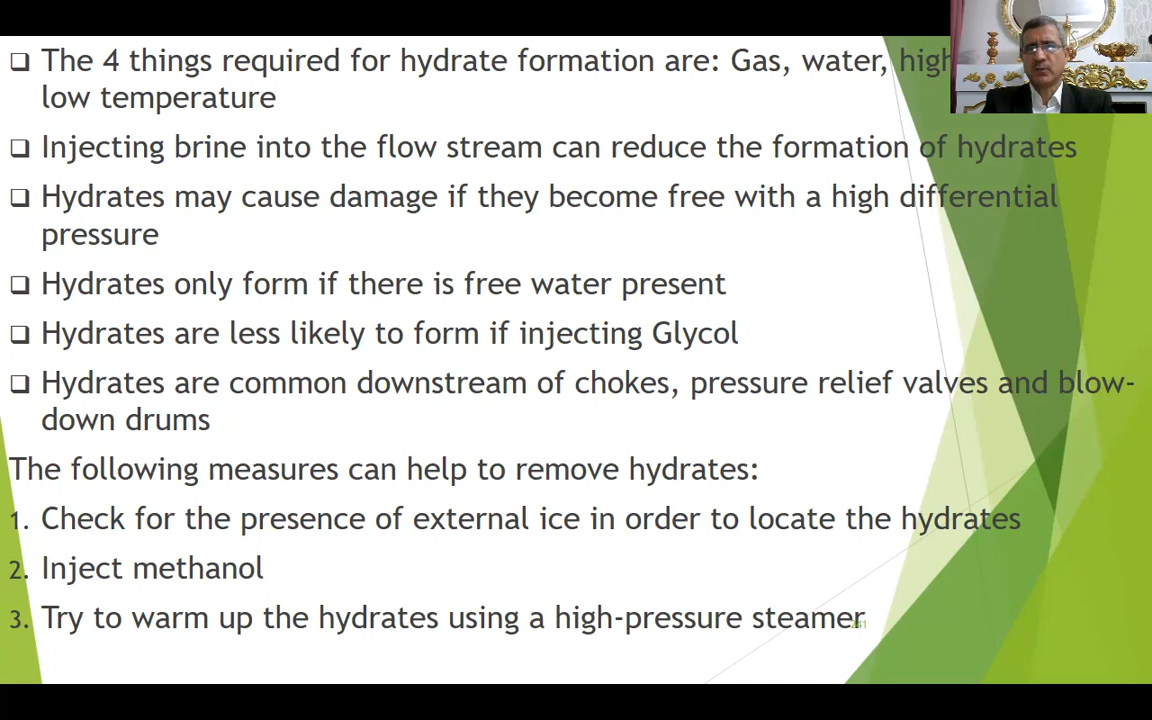 ❑ The 4 things required for hydrate formation are: Gas, water, high
low temperature
❑ Injecting brine into the flow stream can reduce the formation of hydrates
❑ Hydrates may cause damage if they become free with a high differential
pressure
❑ Hydrates only form if there is free water present
❑ Hydrates are less likely to form if injecting Glycol
❑ Hydrates are common downstream of chokes, pressure relief valves and blow-
down drums
The following measures can help to remove hydrates:
1. Check for the presence of external ice in order to locate the hydrates
2. Inject methanol
3. Try to warm up the hydrates using a high-pressure steamer